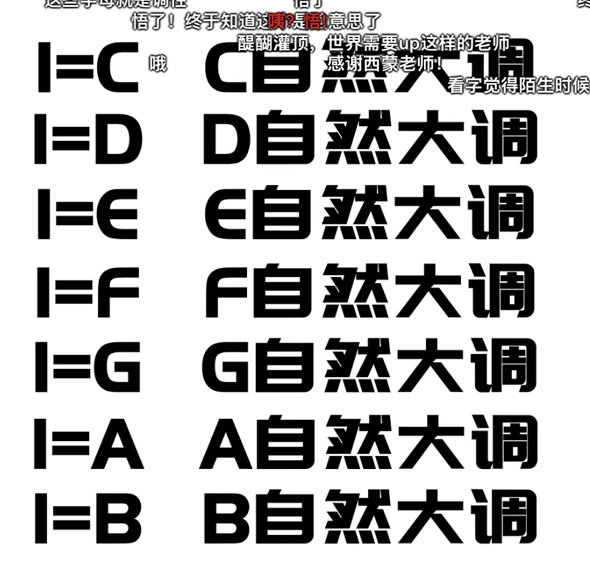 这些字母就是调性
悟了
悟了！终于知道这是
咦？
悟!
意思了
醍醐灌顶，世界需要up这样的老师
哦
感谢西蒙老师！
看字觉得陌生时候
I=C C自然大调
I=D D自然大调
I=E E自然大调
I=F F自然大调
I=G G自然大调
I=A A自然大调
I=B B自然大调